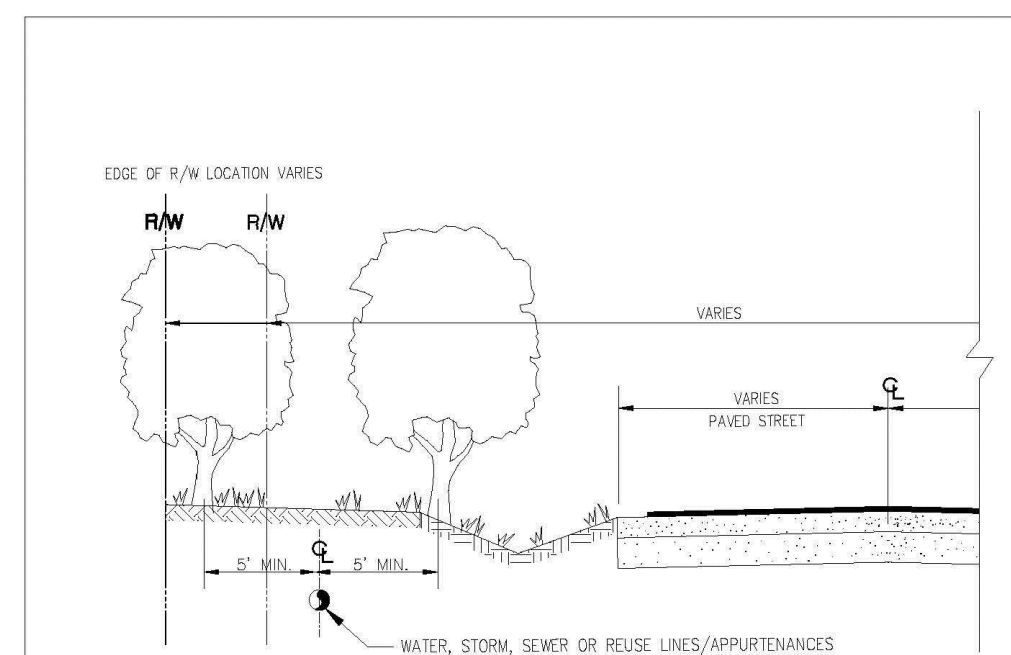 EDGE OF R/W LOCATION VARIES
R/W R/W
VARIES
℄
VARIES
PAVED STREET
℄
5' MIN. 5' MIN.
WATER, STORM, SEWER OR REUSE LINES/APPURTENANCES